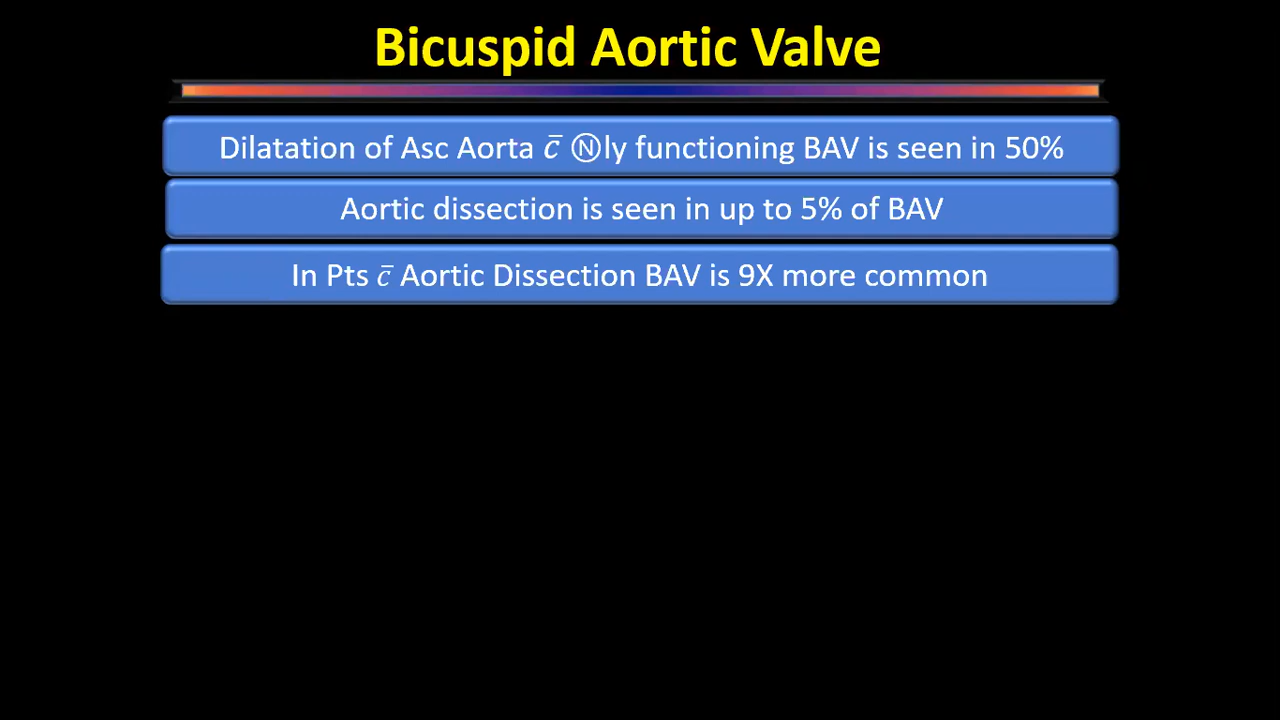 Bicuspid Aortic Valve
Dilatation of Asc Aorta c̅ Ⓝly functioning BAV is seen in 50%
Aortic dissection is seen in up to 5% of BAV
In Pts c̅ Aortic Dissection BAV is 9X more common